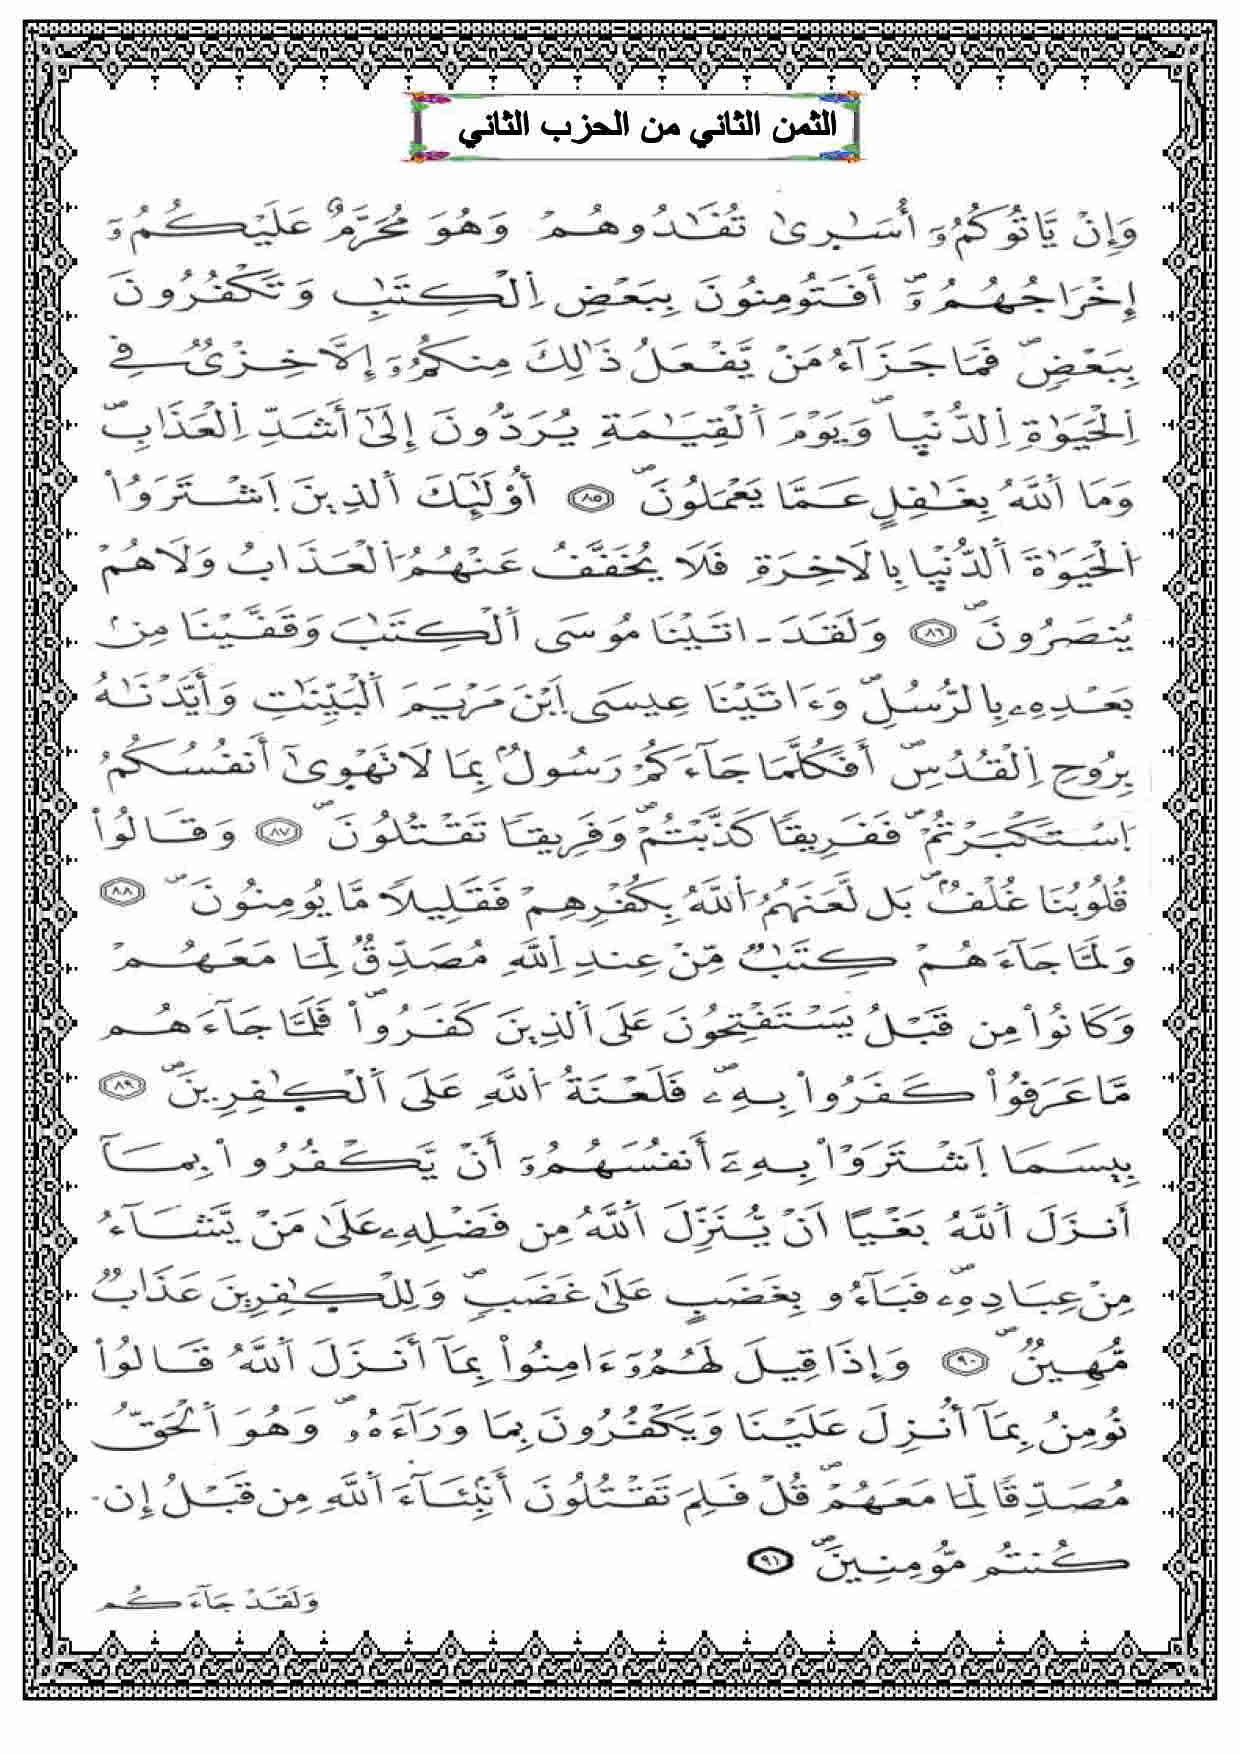 الثمن الثاني من الحزب الثاني
وَإِنْ يَّاتُوكُمُۥٓ أُسَٰرٜىٰ تُفَٰدُوهُمْ وَهُوَ مُحَرَّمٌ عَلَيْكُمُۥٓ
إِخْرَاجُهُمُۥٓۖ أَفَتُومِنُونَ بِبَعْضِ اِ۬لْكِتَٰبِ وَتَكْفُرُونَ
بِبَعْضٖۖ فَمَا جَزَآءُ مَنْ يَّفْعَلُ ذَٰلِكَ مِنكُمُۥٓ إِلَّا خِزْيٞ فِے
اِ۬لْحَيَوٰةِ اِ۬لدُّنْيٜاۖ وَيَوْمَ اَ۬لْقِيَٰمَةِ يُرَدُّونَ إِلَىٰٓ أَشَدِّ اِ۬لْعَذَابِۖ
وَمَا اَ۬للَّهُ بِغَٰفِلٍ عَمَّا يَعْمَلُونَۖ ٨٥ أُوْلَٰٓئِكَ اَ۬لذِينَ اَ۪شْتَرَوُاْ
اُ۬لْحَيَوٰةَ اَ۬لدُّنْيٜا بِالَاخِرَةِ فَلَا يُخَفَّفُ عَنْهُمُ اُ۬لْعَذَابُ وَلَا هُمْ
يُنصَرُونَۖ ٨٦ وَلَقَدَ اٰتَيْنَا مُوسَى اَ۬لْكِتَٰبَ وَقَفَّيْنَا مِنۢ
بَعْدِهِۦ بِالرُّسُلِۖ وَءَاتَيْنَا عِيسَى اَ۪بْنَ مَرْيَمَ اَ۬لْبَيِّنَٰتِ وَأَيَّدْنَٰهُ
بِرُوحِ اِ۬لْقُدُسِۖ أَفَكُلَّمَا جَآءَكُمْ رَسُولُۢ بِمَا لَا تَهْوٜىٰٓ أَنفُسُكُمُ
اُ۪سْتَكْبَرْتُمْۖ فَفَرِيقاٗ كَذَّبْتُمْۖ وَفَرِيقاٗ تَقْتُلُونَۖ ٨٧ وَقَالُواْ
قُلُوبُنَا غُلْفُۢۖ بَل لَّعَنَهُمُ اُ۬للَّهُ بِكُفْرِهِمْ فَقَلِيلاٗ مَّا يُومِنُونَۖ ٨٨
وَلَمَّا جَآءَهُمْ كِتَٰبٞ مِّنْ عِندِ اِ۬للَّهِ مُصَدِّقٞ لِّمَا مَعَهُمْ
وَكَانُواْ مِن قَبْلُ يَسْتَفْتِحُونَ عَلَى اَ۬لذِينَ كَفَرُواْۖ فَلَمَّا جَآءَهُم
مَّا عَرَفُواْ كَفَرُواْ بِهِۦۖ فَلَعْنَةُ اُ۬للَّهِ عَلَى اَ۬لْكٰٜفِرِينَۖ ٨٩
بِيسَمَا اَ۪شْتَرَوْاْ بِهِۦٓ أَنفُسَهُمُۥٓ أَنْ يَّكْفُرُواْ بِمَآ
أَنزَلَ اَ۬للَّهُ بَغْياً اَنْ يُّنَزِّلَ اَ۬للَّهُ مِن فَضْلِهِۦ عَلَىٰ مَنْ يَّشَآءُ
مِنْ عِبَادِهِۦۖ فَبَآءُو بِغَضَبٍ عَلَىٰ غَضَبٖۖ وَلِلْكٰٜفِرِينَ عَذَابٞ
مُّهِينٞۖ ٩٠ وَإِذَا قِيلَ لَهُمُۥٓ ءَامِنُواْ بِمَآ أَنزَلَ اَ۬للَّهُ قَالُواْ
نُومِنُ بِمَآ أُنزِلَ عَلَيْنَا وَيَكْفُرُونَ بِمَا وَرَآءَهُۥۖ وَهُوَ اَ۬لْحَقُّ
مُصَدِّقاٗ لِّمَا مَعَهُمْۖ قُلْ فَلِمَ تَقْتُلُونَ أَنۢبِئَآءَ اَ۬للَّهِ مِن قَبْلُ إِن
كُنتُم مُّومِنِينَۖ ٩١
وَلَقَدْ جَآءَكُم